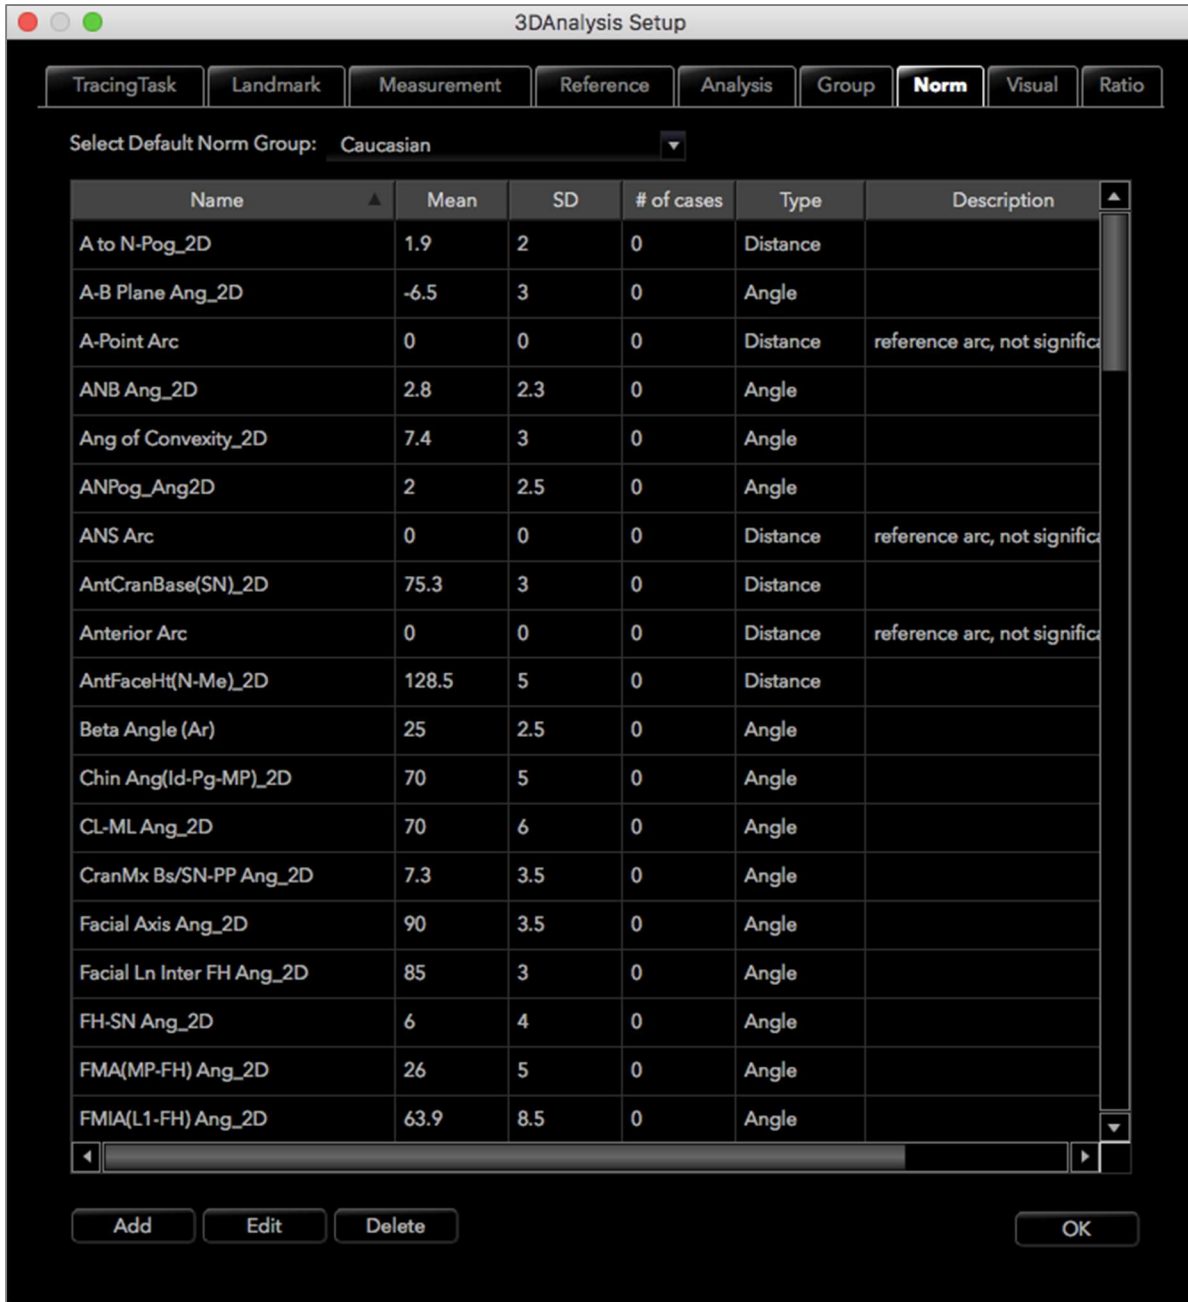 3DAnalysis Setup
TracingTask Landmark Measurement Reference Analysis Group Norm Visual Ratio
Select Default Norm Group: Caucasian
Name Mean SD # of cases Type Description
A to N-Pog_2D 1.9 2 0 Distance
A-B Plane Ang_2D -6.5 3 0 Angle
A-Point Arc 0 0 0 Distance reference arc, not significa
ANB Ang_2D 2.8 2.3 0 Angle
Ang of Convexity_2D 7.4 3 0 Angle
ANPog_Ang2D 2 2.5 0 Angle
ANS Arc 0 0 0 Distance reference arc, not significa
AntCranBase(SN)_2D 75.3 3 0 Distance
Anterior Arc 0 0 0 Distance reference arc, not significa
AntFaceHt(N-Me)_2D 128.5 5 0 Distance
Beta Angle (Ar) 25 2.5 0 Angle
Chin Ang(Id-Pg-MP)_2D 70 5 0 Angle
CL-ML Ang_2D 70 6 0 Angle
CranMx Bs/SN-PP Ang_2D 7.3 3.5 0 Angle
Facial Axis Ang_2D 90 3.5 0 Angle
Facial Ln Inter FH Ang_2D 85 3 0 Angle
FH-SN Ang_2D 6 4 0 Angle
FMA(MP-FH) Ang_2D 26 5 0 Angle
FMIA(L1-FH) Ang_2D 63.9 8.5 0 Angle
Add Edit Delete OK